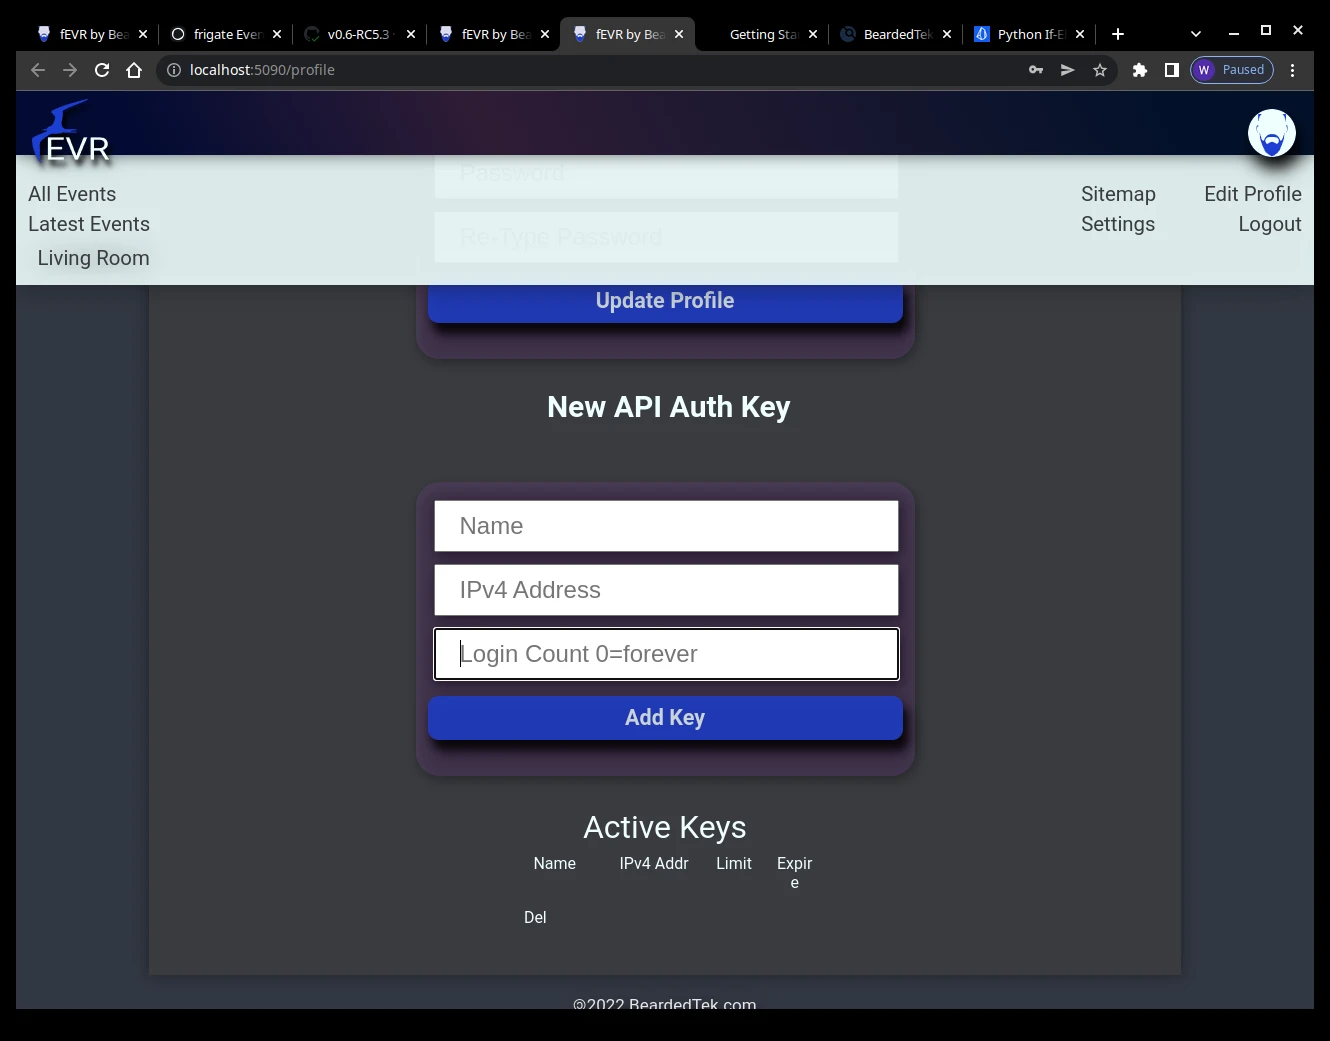 fEVR by Bea
frigate Even
v0.6-RC5.3
fEVR by Bea
fEVR by Bea
Getting Sta
BeardedTek
Python If-E
localhost:5090/profile
W
Paused
EVR
All Events
Latest Events
Living Room
Sitemap
Edit Profile
Settings
Logout
Password
Re-Type Password
Update Profile
New API Auth Key
Name
IPv4 Address
Login Count 0=forever
Add Key
Active Keys
Name IPv4 Addr Limit Expir
e
Del
©2022 BeardedTek.com